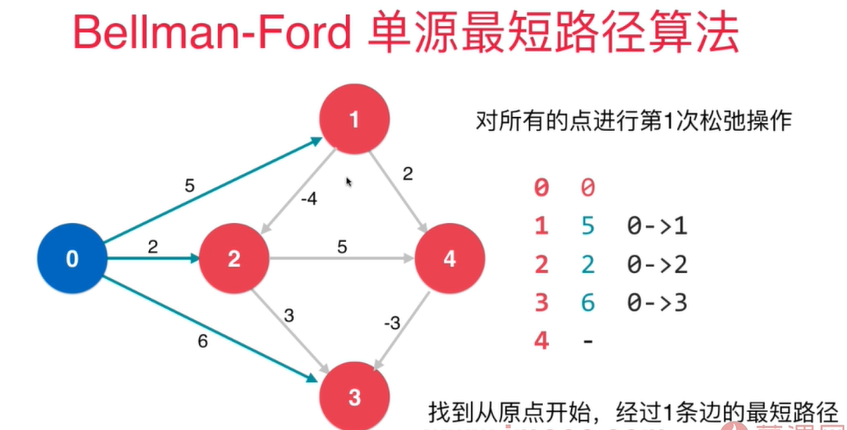 Bellman-Ford 单源最短路径算法
对所有的点进行第1次松弛操作
1
5
-4
2
0
2
2
5
4
3
-3
6
3
0 0
1 5 0->1
2 2 0->2
3 6 0->3
4 -
找到从原点开始，经过1条边的最短路径